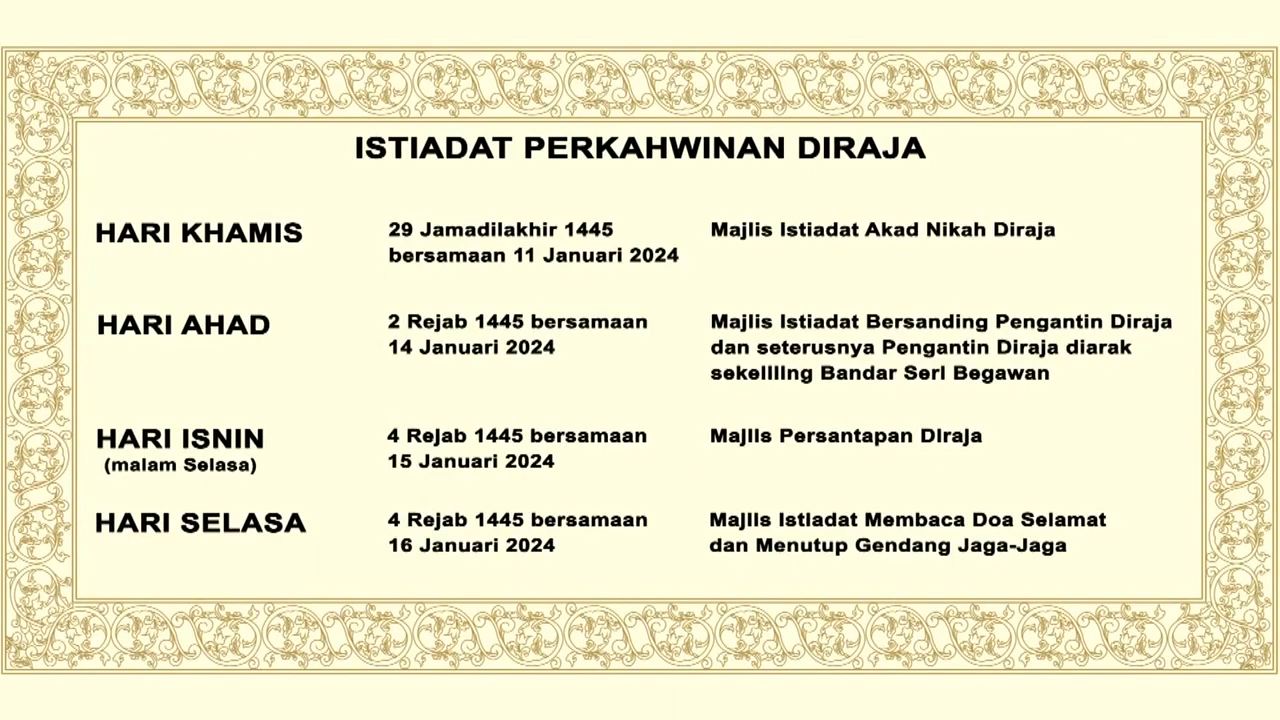 ISTIADAT PERKAHWINAN DIRAJA
HARI KHAMIS
29 Jamadilakhir 1445
bersamaan 11 Januari 2024
Majlis Istiadat Akad Nikah Diraja
HARI AHAD
2 Rejab 1445 bersamaan
14 Januari 2024
Majlis Istiadat Bersanding Pengantin Diraja
dan seterusnya Pengantin Diraja diarak
sekeliling Bandar Seri Begawan
HARI ISNIN
(malam Selasa)
4 Rejab 1445 bersamaan
15 Januari 2024
Majlis Persantapan Diraja
HARI SELASA
4 Rejab 1445 bersamaan
16 Januari 2024
Majlis Istiadat Membaca Doa Selamat
dan Menutup Gendang Jaga-Jaga